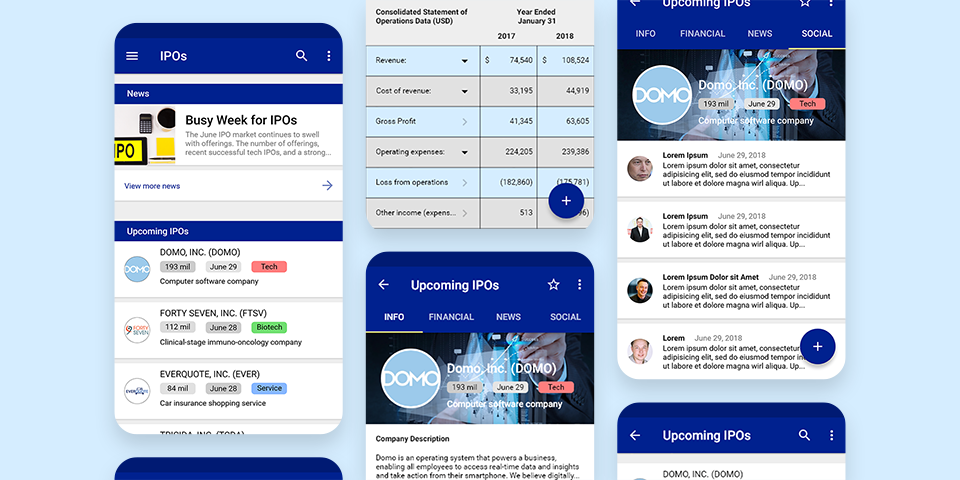 IPOs
News
Busy Week for IPOs
The June IPO market continues to swell
with offerings. The number of offerings,
recent successful tech IPOs, and a strong...
IPO
View more news
Upcoming IPOs
DOMO, INC. (DOMO)
DOMO
193 mil June 29 Tech
Computer software company
FORTY SEVEN, INC. (FTSV)
FORTY
SEVEN
112 mil June 28 Biotech
Clinical-stage immuno-oncology company
EVERQUOTE, INC. (EVER)
84 mil June 28 Service
Car insurance shopping service
Consolidated Statement of
Operations Data (USD)
Year Ended
January 31
2017 2018
Revenue: $ 74,540 $ 108,524
Cost of revenue: 33,195 44,919
Gross Profit 41,345 63,605
Operating expenses: 224,205 239,386
Loss from operations (182,860) (175,781)
Other income (expens... 513
Upcoming IPOs
INFO FINANCIAL NEWS SOCIAL
DOMO
Domo, Inc. (DOMO)
193 mil June 29 Tech
Computer software company
Company Description
Domo is an operating system that powers a business,
enabling all employees to access real-time data and insights
and take action from their smartphone. We believe digitally...
Upcoming IPOs
INFO FINANCIAL NEWS SOCIAL
DOMO
Domo, Inc. (DOMO)
193 mil June 29 Tech
Computer software company
Lorem Ipsum June 29, 2018
Lorem ipsum dolor sit amet, consectetur
adipisicing elit, sed do eiusmod tempor incididunt
ut labore et dolore magna wirl aliqua. Up...
Lorem Ipsum June 29, 2018
Lorem ipsum dolor sit amet, consectetur
adipisicing elit, sed do eiusmod tempor incididunt
ut labore et dolore magna wirl aliqua. Up...
Lorem Ipsum Dolor sit Amet June 29, 2018
Lorem ipsum dolor sit amet, consectetur
adipisicing elit, sed do eiusmod tempor incididunt
ut labore et dolore magna wirl aliqua. Up...
Lorem June 29, 2018
Lorem ipsum dolor sit amet, consectetur
adipisicing elit, sed do eiusmod tempor
ut labore et dolore magna wirl aliqua. Up...
Upcoming IPOs
DOMO, INC. (DOMO)